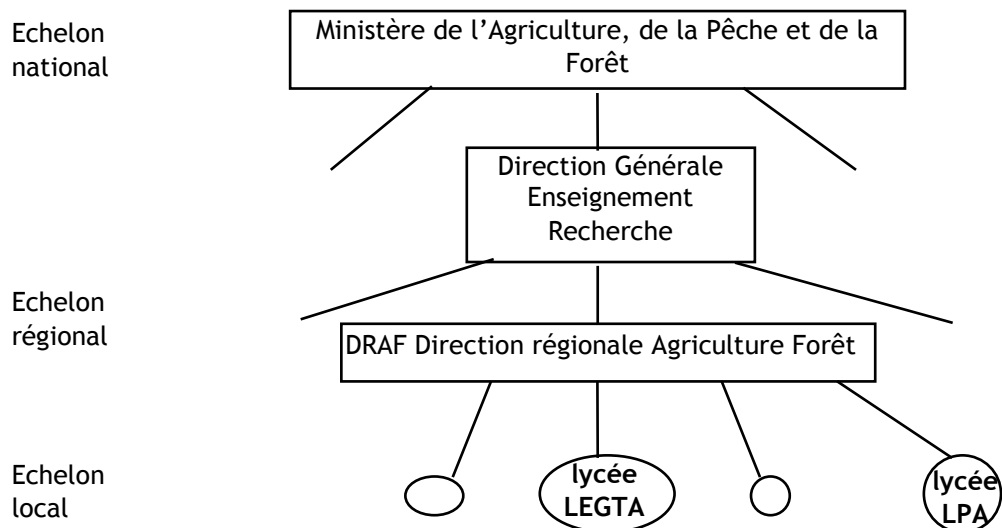 Echelon
national
Ministère de l’Agriculture, de la Pêche et de la
Forêt
Direction Générale
Enseignement
Recherche
Echelon
régional
DRAF Direction régionale Agriculture Forêt
Echelon
local
lycée
LEGTA
lycée
LPA